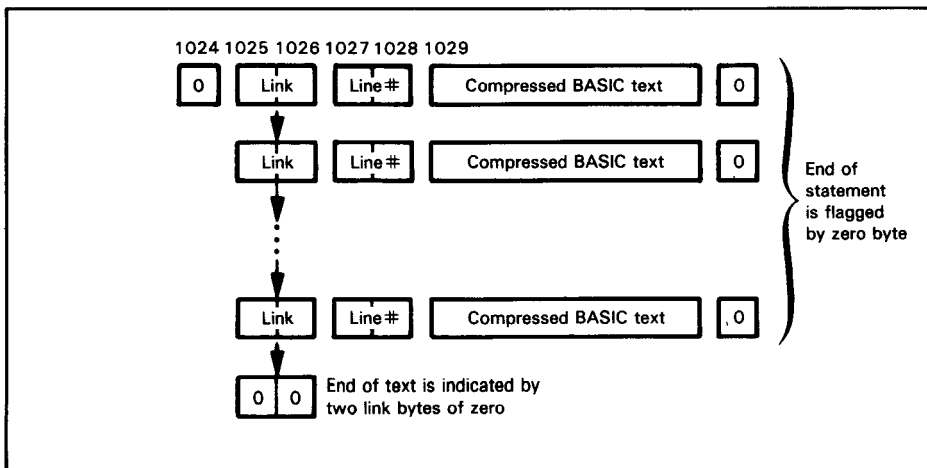 1024 1025 1026 1027 1028 1029
0 Link Line# Compressed BASIC text 0
Link Line# Compressed BASIC text 0
Link Line# Compressed BASIC text 0
0 0
End of text is indicated by
two link bytes of zero
End of
statement
is flagged
by zero byte